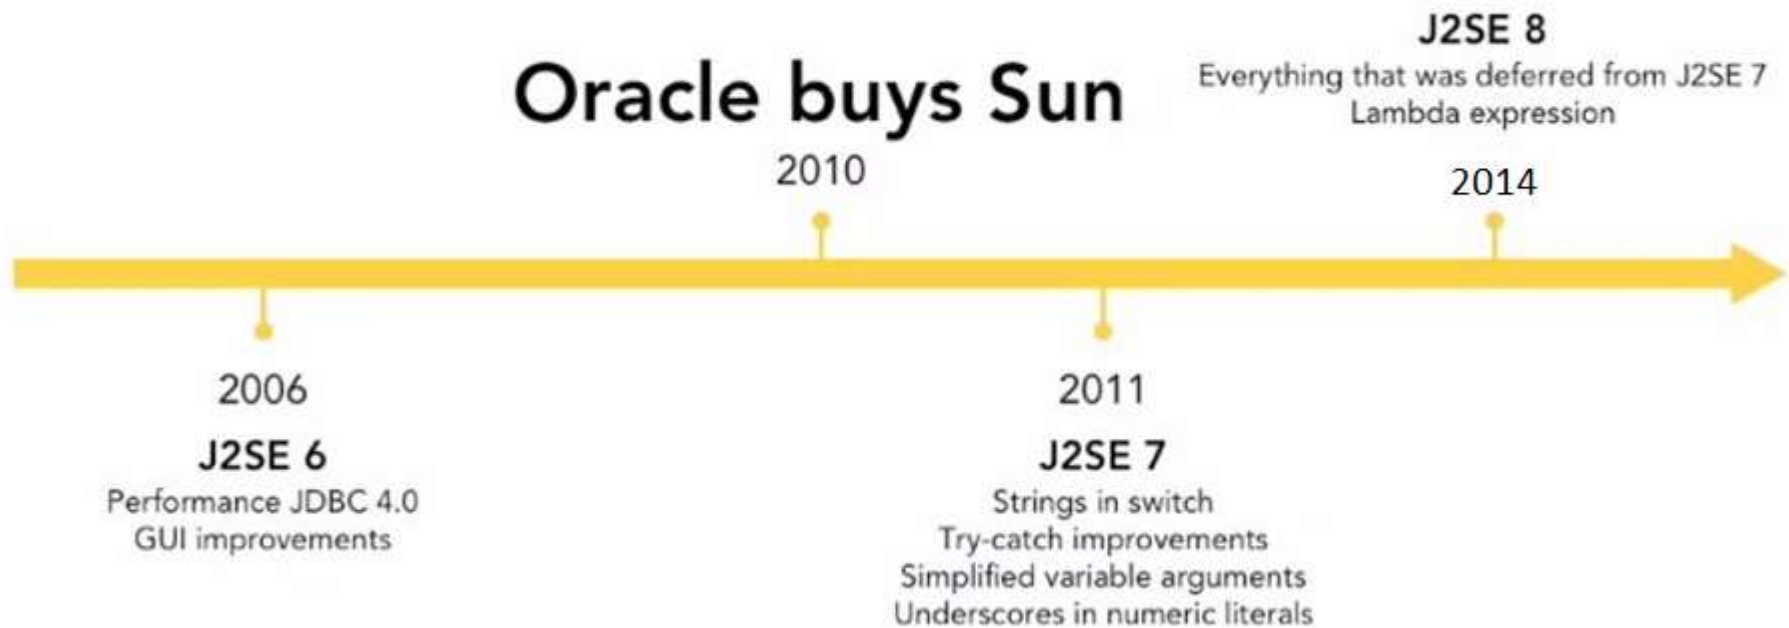 J2SE 8
Everything that was deferred from J2SE 7
Lambda expression
Oracle buys Sun
2010
2014
2006
J2SE 6
Performance JDBC 4.0
GUI improvements
2011
J2SE 7
Strings in switch
Try-catch improvements
Simplified variable arguments
Underscores in numeric literals